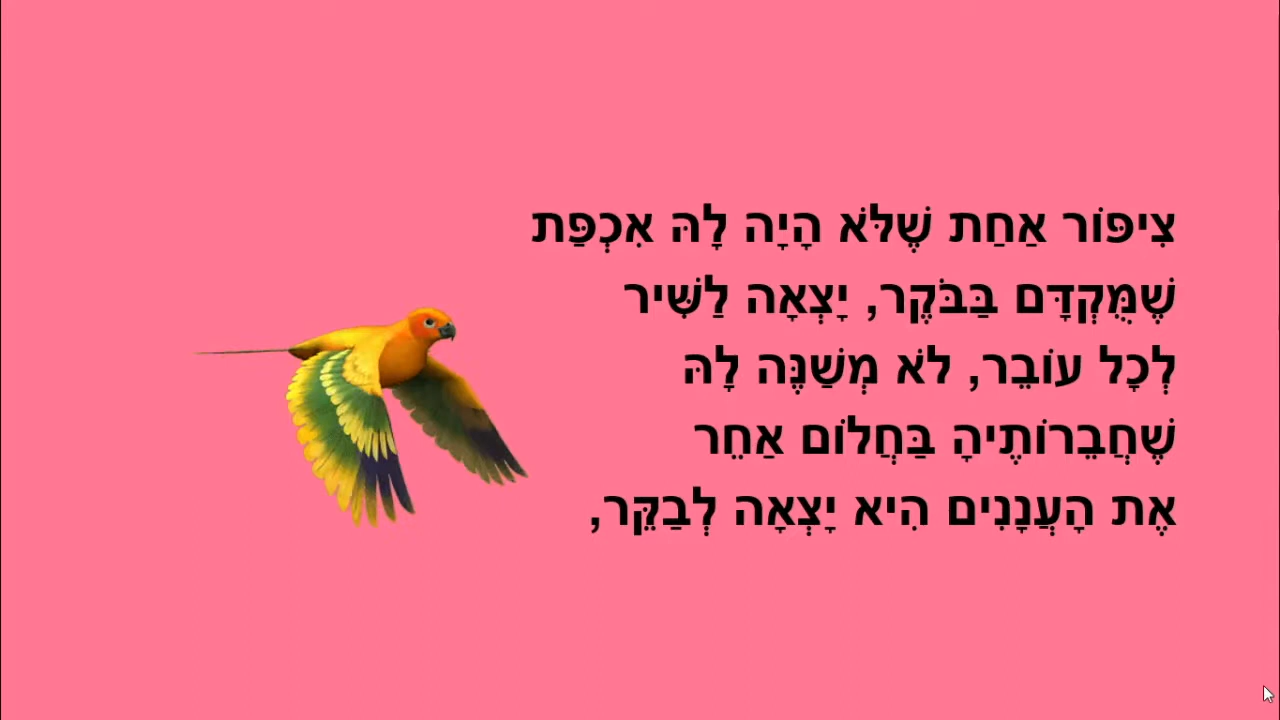 צִיפּוֹר אַחַת שֶׁלֹּא הָיָה לָהּ אִכְפַּת
שֶׁמֻּקְדָּם בַּבֹּקֶר, יָצְאָה לַשִּׁיר
לְכָל עוֹבֵר, לֹא מְשַׁנֶּה לָהּ
שֶׁחֲבֵרוֹתֶיהָ בַּחֲלוֹם אַחֵר
אֶת הָעֲנָנִים הִיא יָצְאָה לְבַקֵּר,